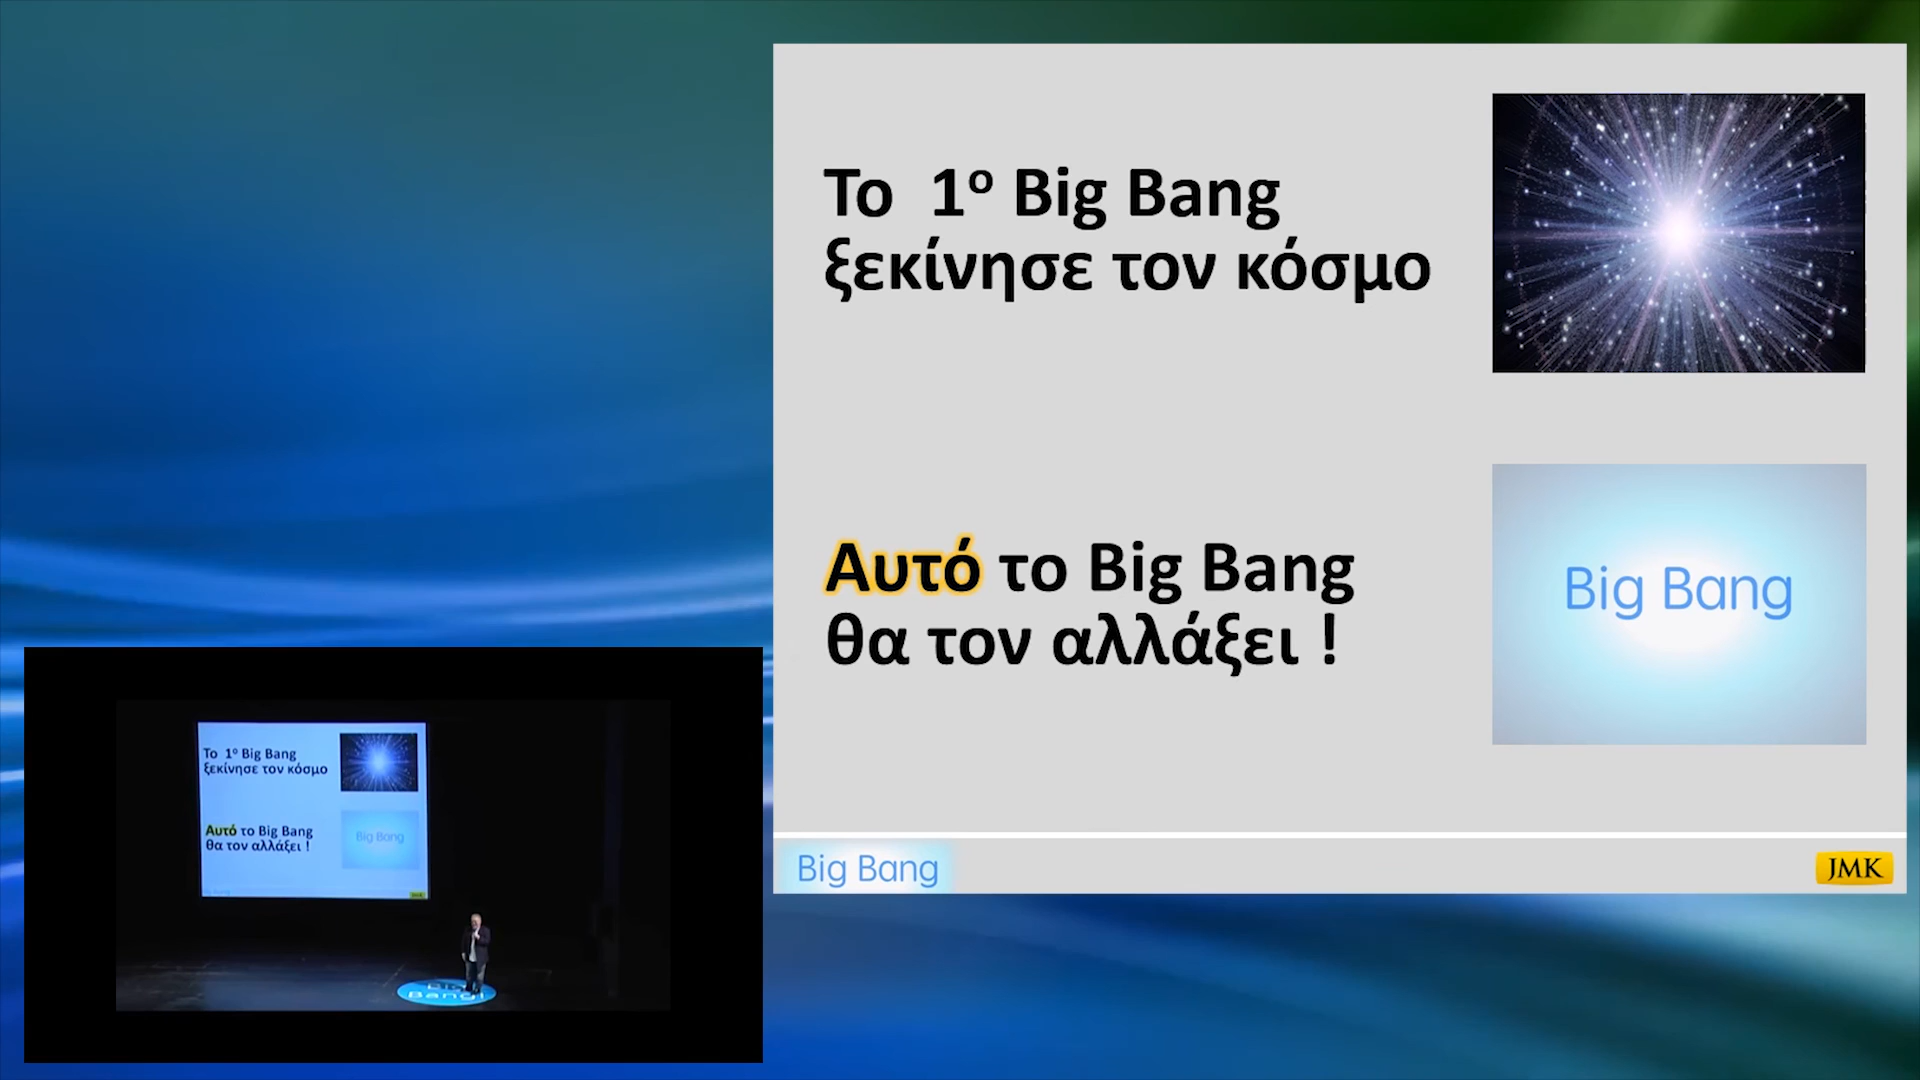 Το 1ο Big Bang
ξεκίνησε τον κόσμο
Αυτό το Big Bang
θα τον αλλάξει !
Big Bang
Big Bang
JMK
Το 1ο Big Bang
ξεκίνησε τον κόσμο
Αυτό το Big Bang
θα τον αλλάξει !
Big Bang
Bang!